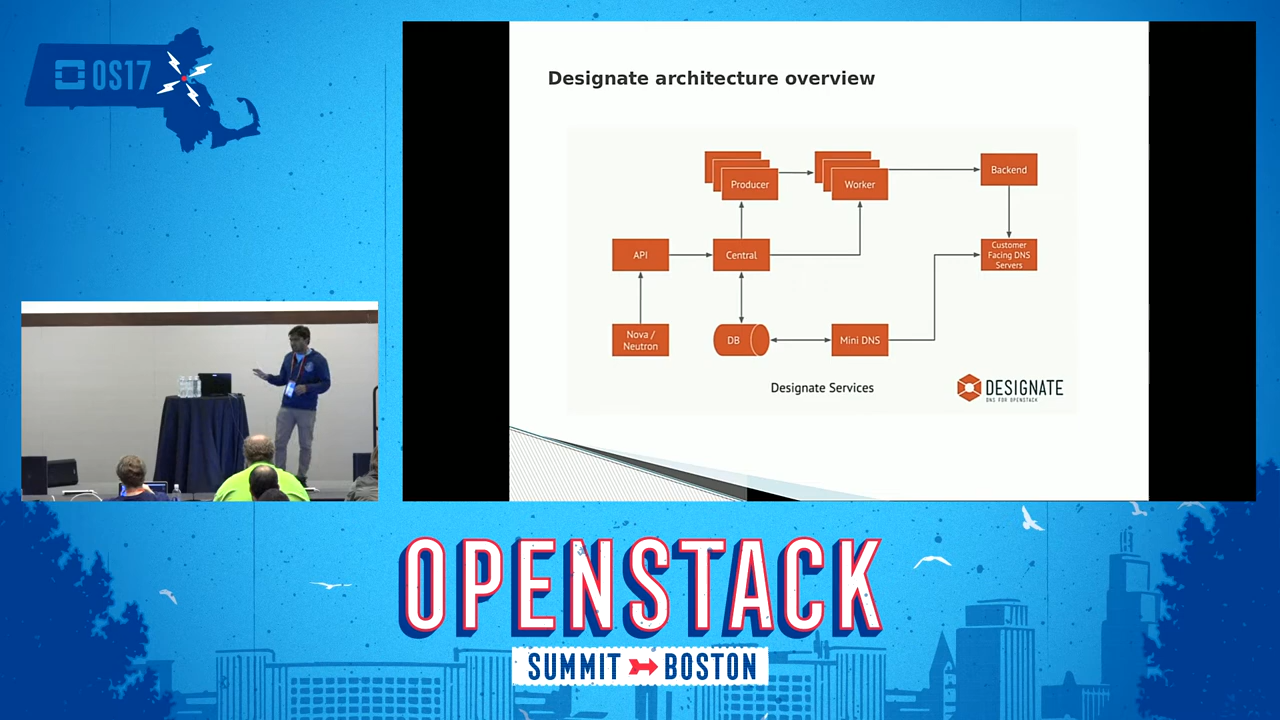 OS17
Designate architecture overview
Producer
Worker
Backend
API
Central
Customer
Facing DNS
Servers
Nova /
Neutron
DB
Mini DNS
Designate Services
DESIGNATE
DNS FOR OPENSTACK
OPENSTACK
SUMMIT BOSTON